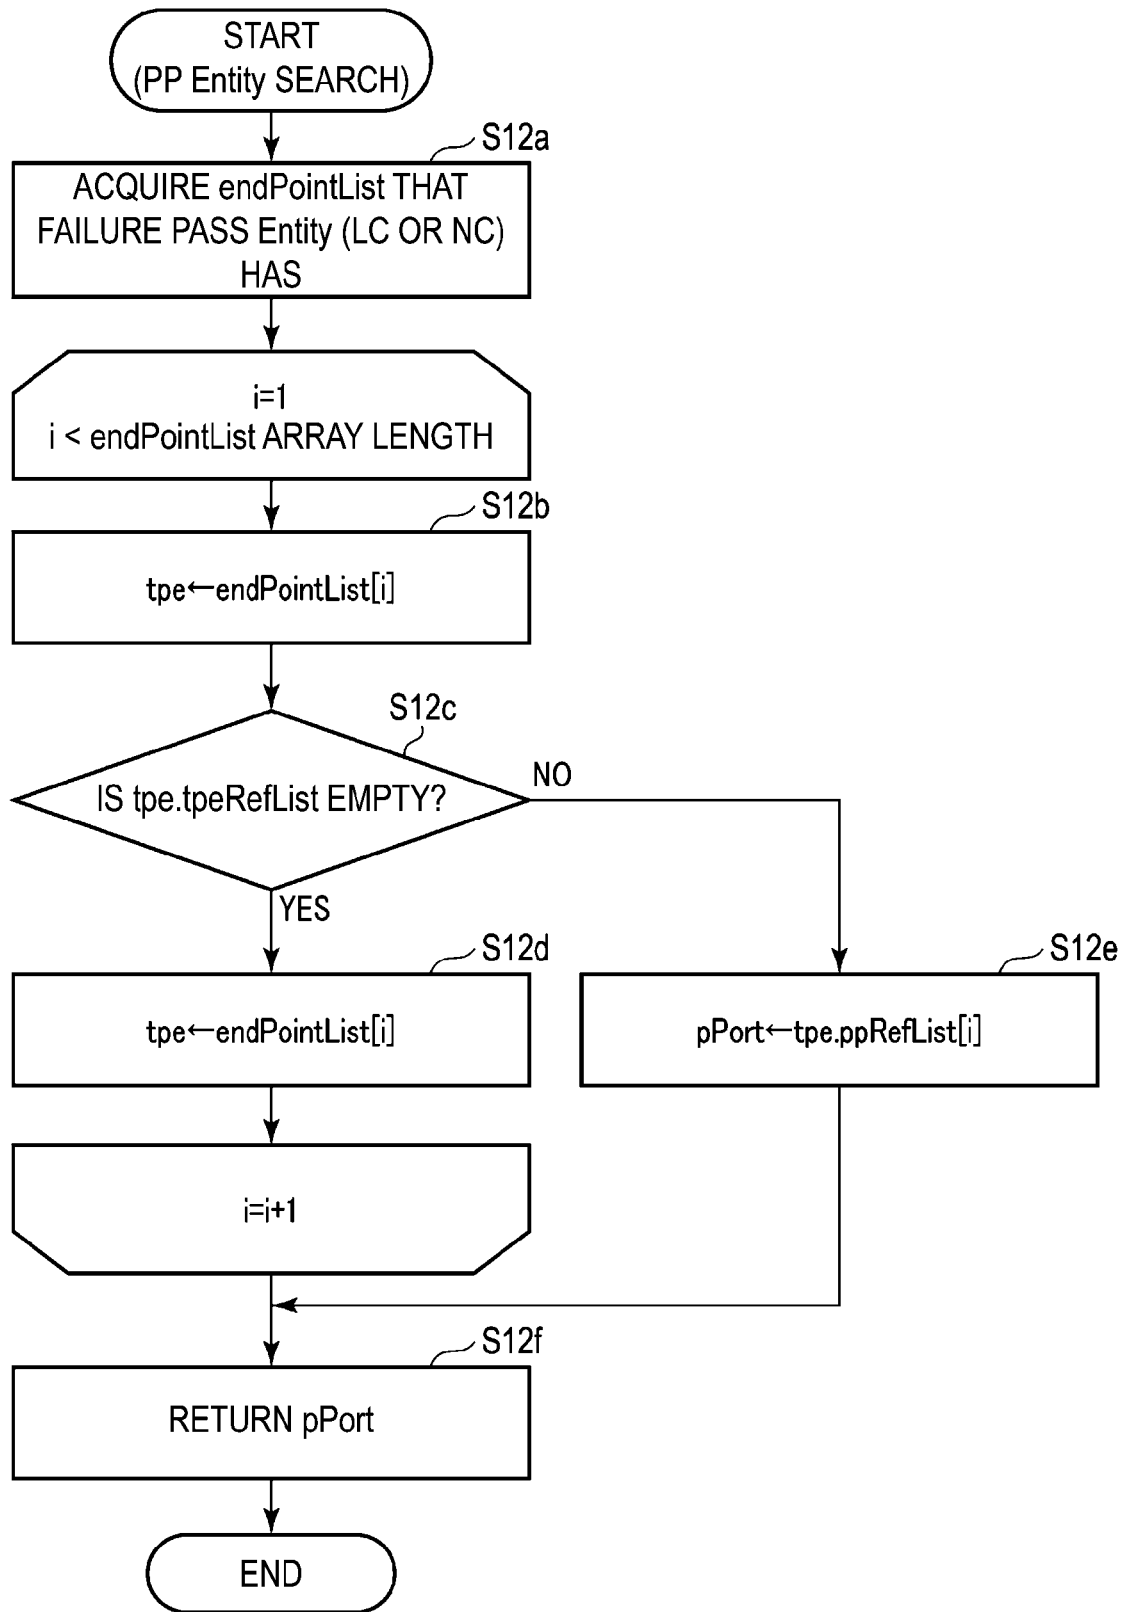 START
(PP Entity SEARCH)
S12a
ACQUIRE endPointList THAT
FAILURE PASS Entity (LC OR NC)
HAS
i=1
i < endPointList ARRAY LENGTH
S12b
tpe←endPointList[i]
S12c
IS tpe.tpeRefList EMPTY?
NO
YES
S12d
tpe←endPointList[i]
S12e
pPort←tpe.ppRefList[i]
i=i+1
S12f
RETURN pPort
END